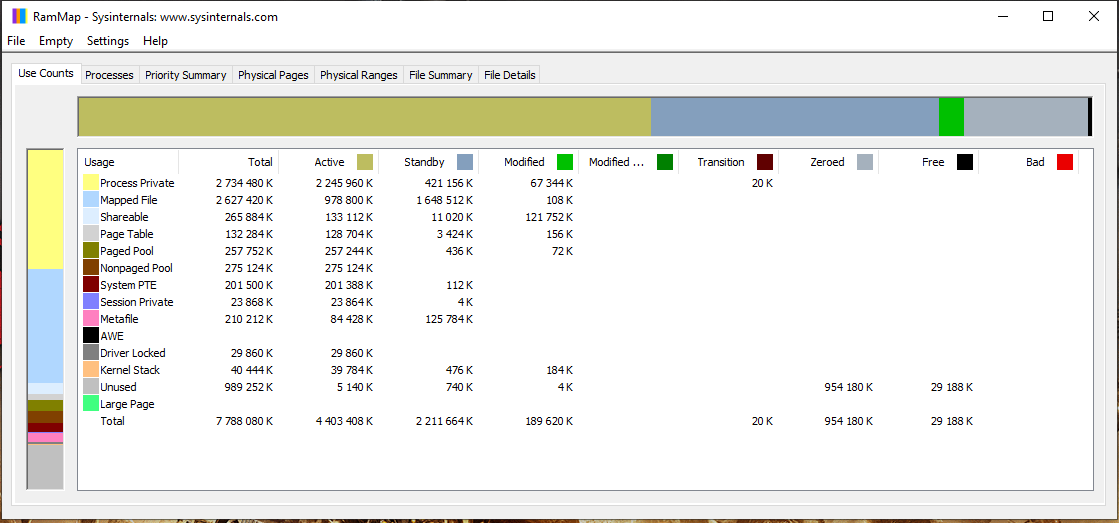 RamMap - Sysinternals: www.sysinternals.com
File Empty Settings Help
Use Counts Processes Priority Summary Physical Pages Physical Ranges File Summary File Details
Usage Total Active Standby Modified Modified ... Transition Zeroed Free Bad
Process Private 2 734 480 K 2 245 960 K 421 156 K 67 344 K 20 K
Mapped File 2 627 420 K 978 800 K 1 648 512 K 108 K
Shareable 265 884 K 133 112 K 11 020 K 121 752 K
Page Table 132 284 K 128 704 K 3 424 K 156 K
Paged Pool 257 752 K 257 244 K 436 K 72 K
Nonpaged Pool 275 124 K 275 124 K
System PTE 201 500 K 201 388 K 112 K
Session Private 23 868 K 23 864 K 4 K
Metafile 210 212 K 84 428 K 125 784 K
AWE
Driver Locked 29 860 K 29 860 K
Kernel Stack 40 444 K 39 784 K 476 K 184 K
Unused 989 252 K 5 140 K 740 K 4 K 954 180 K 29 188 K
Large Page
Total 7 788 080 K 4 403 408 K 2 211 664 K 189 620 K 20 K 954 180 K 29 188 K